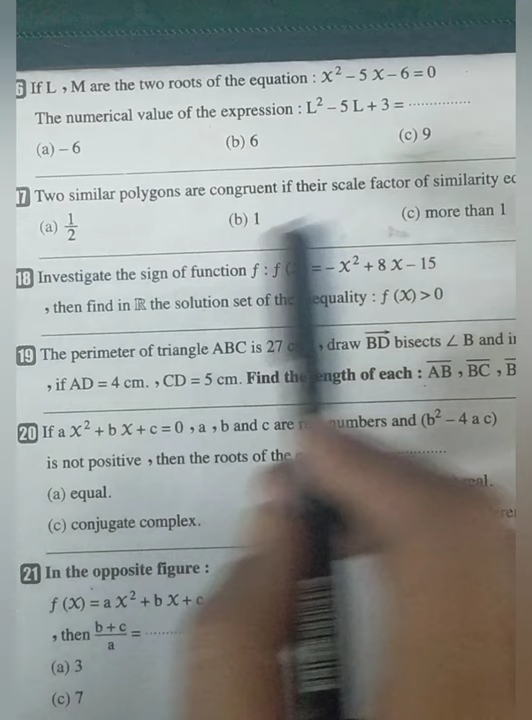 6 If L , M are the two roots of the equation : X² – 5 X – 6 = 0
The numerical value of the expression : L² – 5 L + 3 = ...............
(a) – 6 (b) 6 (c) 9
17 Two similar polygons are congruent if their scale factor of similarity
(a) 1/2 (b) 1 (c) more than 1
18 Investigate the sign of function f : f ( = – X² + 8 X – 15
, then find in ℝ the solution set of the equality : f (X) > 0
19 The perimeter of triangle ABC is 27 , draw BD bisects ∠ B and
, if AD = 4 cm. , CD = 5 cm. Find the length of each : AB , BC ,
20 If a X² + b X + c = 0 , a , b and c are numbers and (b² – 4 a c)
is not positive , then the roots of the ...........
(a) equal.
(c) conjugate complex.
21 In the opposite figure :
f (X) = a X² + b X + c
, then b + c / a = ...........
(a) 3
(c) 7